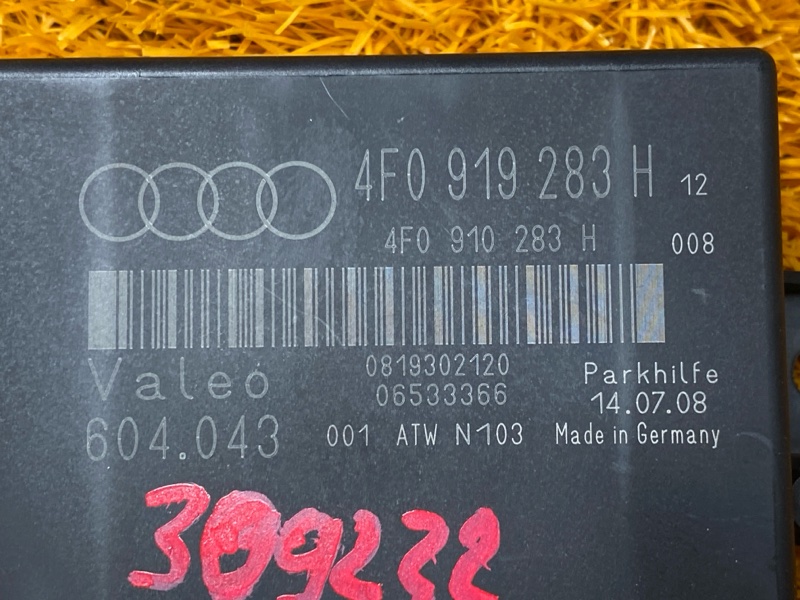 4F0 919 283 H 12
4F0 910 283 H 008
Valeo
0819302120
06533366
Parkhilfe
14.07.08
604.043
001 ATW N103
Made in Germany
309222